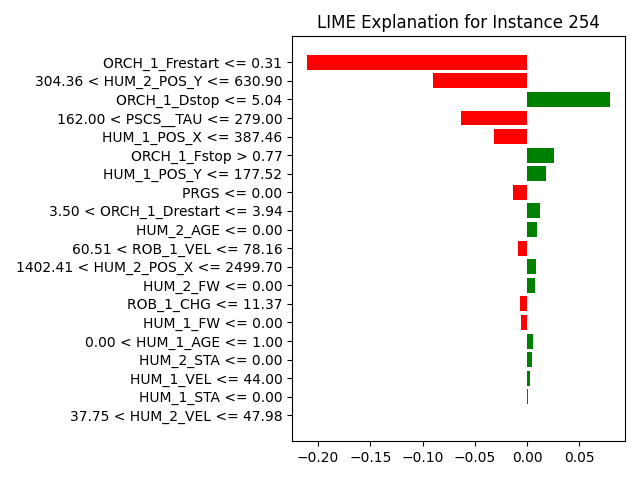 LIME Explanation for Instance 254
ORCH_1_Frestart <= 0.31
304.36 < HUM_2_POS_Y <= 630.90
ORCH_1_Dstop <= 5.04
162.00 < PSCS__TAU <= 279.00
HUM_1_POS_X <= 387.46
ORCH_1_Fstop > 0.77
HUM_1_POS_Y <= 177.52
PRGS <= 0.00
3.50 < ORCH_1_Drestart <= 3.94
HUM_2_AGE <= 0.00
60.51 < ROB_1_VEL <= 78.16
1402.41 < HUM_2_POS_X <= 2499.70
HUM_2_FW <= 0.00
ROB_1_CHG <= 11.37
HUM_1_FW <= 0.00
0.00 < HUM_1_AGE <= 1.00
HUM_2_STA <= 0.00
HUM_1_VEL <= 44.00
HUM_1_STA <= 0.00
37.75 < HUM_2_VEL <= 47.98
−0.20 −0.15 −0.10 −0.05 0.00 0.05